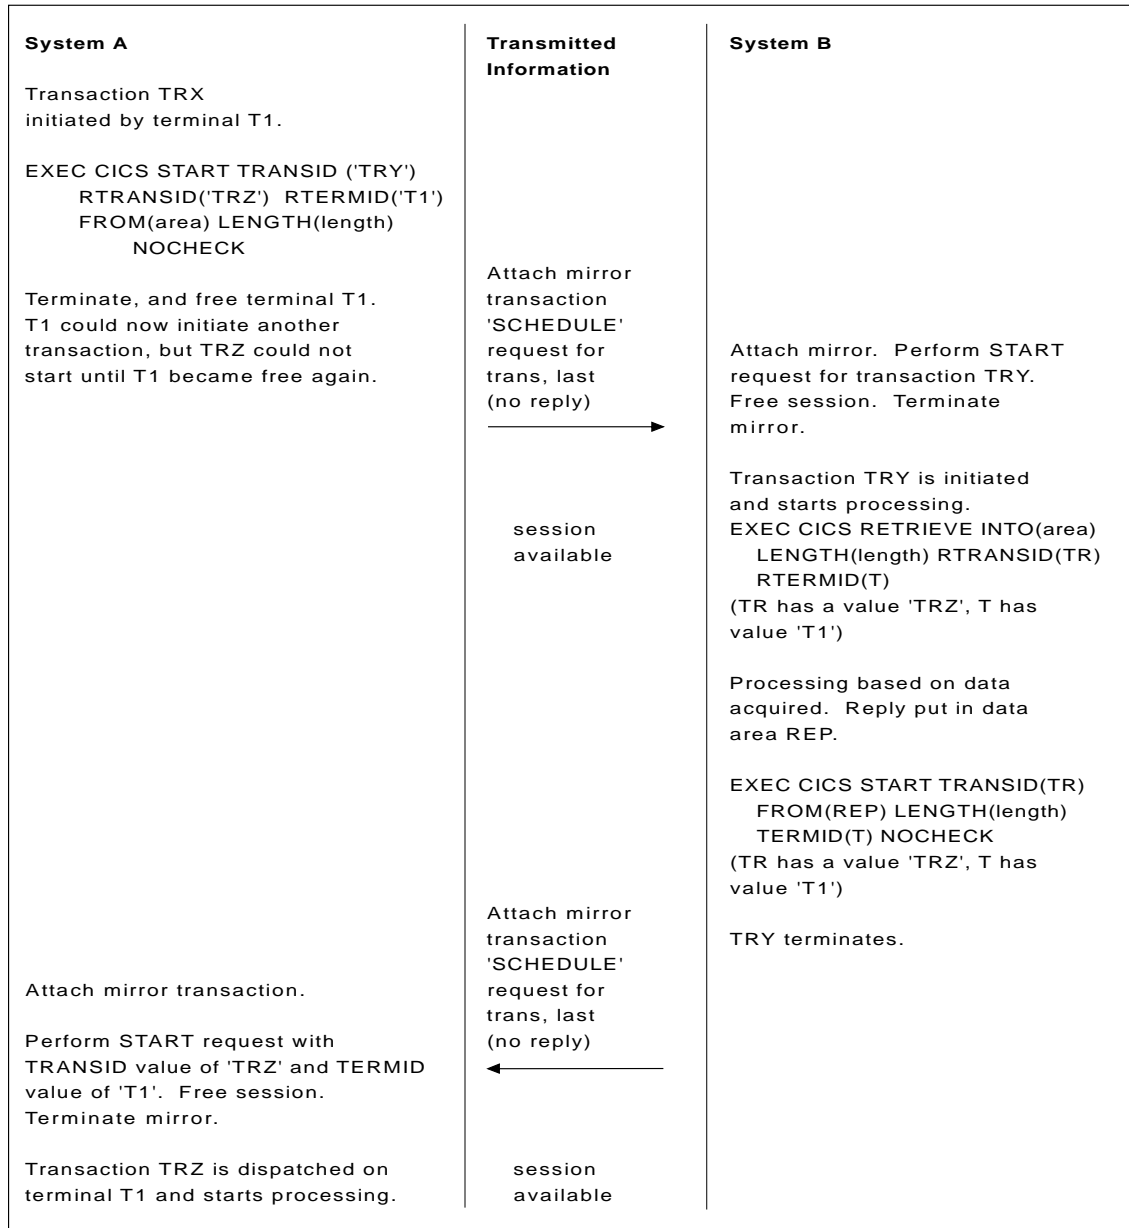 System A
Transmitted
Information
System B
Transaction TRX
initiated by terminal T1.
EXEC CICS START TRANSID ('TRY')
RTRANSID('TRZ') RTERMID('T1')
FROM(area) LENGTH(length)
NOCHECK
Terminate, and free terminal T1.
T1 could now initiate another
transaction, but TRZ could not
start until T1 became free again.
Attach mirror
transaction
'SCHEDULE'
request for
trans, last
(no reply)
Attach mirror. Perform START
request for transaction TRY.
Free session. Terminate
mirror.
session
available
Transaction TRY is initiated
and starts processing.
EXEC CICS RETRIEVE INTO(area)
LENGTH(length) RTRANSID(TR)
RTERMID(T)
(TR has a value 'TRZ', T has
value 'T1')
Processing based on data
acquired. Reply put in data
area REP.
EXEC CICS START TRANSID(TR)
FROM(REP) LENGTH(length)
TERMID(T) NOCHECK
(TR has a value 'TRZ', T has
value 'T1')
TRY terminates.
Attach mirror
transaction
'SCHEDULE'
request for
trans, last
(no reply)
Attach mirror transaction.
Perform START request with
TRANSID value of 'TRZ' and TERMID
value of 'T1'. Free session.
Terminate mirror.
Transaction TRZ is dispatched on
terminal T1 and starts processing.
session
available